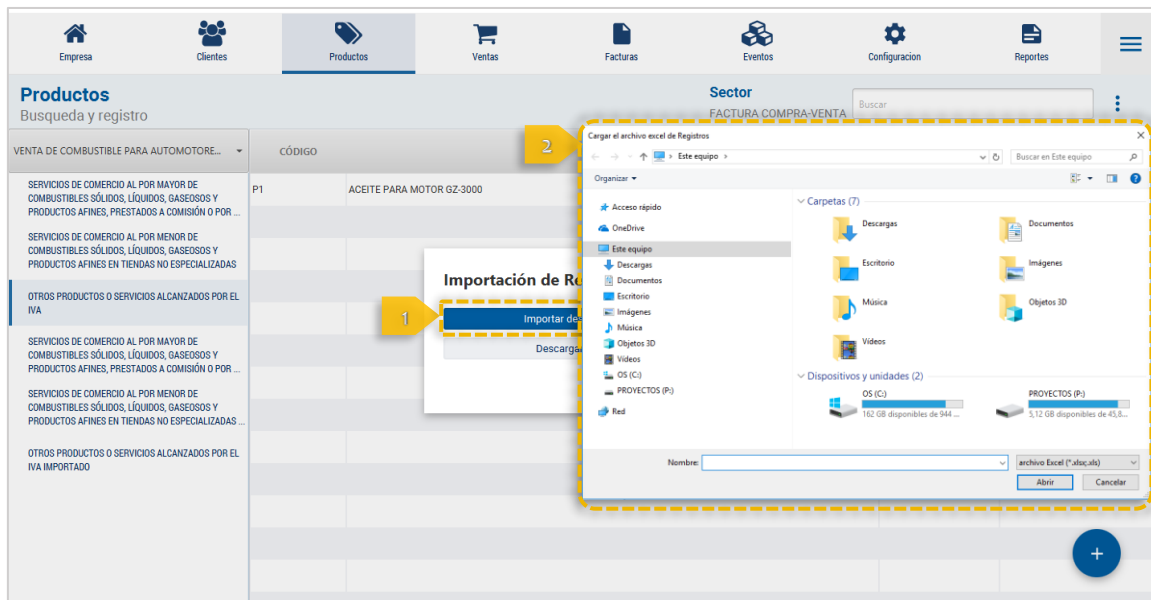 Empresa
Clientes
Productos
Ventas
Facturas
Eventos
Configuracion
Reportes
Productos
Busqueda y registro
Sector
FACTURA COMPRA-VENTA
Buscar
VENTA DE COMBUSTIBLE PARA AUTOMOTORE...
CÓDIGO
SERVICIOS DE COMERCIO AL POR MAYOR DE
COMBUSTIBLES SÓLIDOS, LÍQUIDOS, GASEOSOS Y
PRODUCTOS AFINES, PRESTADOS A COMISIÓN O POR ...
SERVICIOS DE COMERCIO AL POR MENOR DE
COMBUSTIBLES SÓLIDOS, LÍQUIDOS, GASEOSOS Y
PRODUCTOS AFINES EN TIENDAS NO ESPECIALIZADAS
OTROS PRODUCTOS O SERVICIOS ALCANZADOS POR EL
IVA
SERVICIOS DE COMERCIO AL POR MAYOR DE
COMBUSTIBLES SÓLIDOS, LÍQUIDOS, GASEOSOS Y
PRODUCTOS AFINES, PRESTADOS A COMISIÓN O POR ...
SERVICIOS DE COMERCIO AL POR MENOR DE
COMBUSTIBLES SÓLIDOS, LÍQUIDOS, GASEOSOS Y
PRODUCTOS AFINES EN TIENDAS NO ESPECIALIZADAS ...
OTROS PRODUCTOS O SERVICIOS ALCANZADOS POR EL
IVA IMPORTADO
P1 ACEITE PARA MOTOR GZ-3000
Importación de Re
1
Importar des
Descarga
2
Cargar el archivo excel de Registros
Este equipo
Buscar en Este equipo
Organizar
Acceso rápido
OneDrive
Este equipo
Descargas
Documentos
Escritorio
Imágenes
Música
Objetos 3D
Vídeos
OS (C:)
PROYECTOS (P:)
Red
Carpetas (7)
Descargas
Documentos
Escritorio
Imágenes
Música
Objetos 3D
Vídeos
Dispositivos y unidades (2)
OS (C:)
162 GB disponibles de 944 ...
PROYECTOS (P:)
5,12 GB disponibles de 45,8...
Nombre:
archivo Excel (*.xlsx;.xls)
Abrir
Cancelar
+